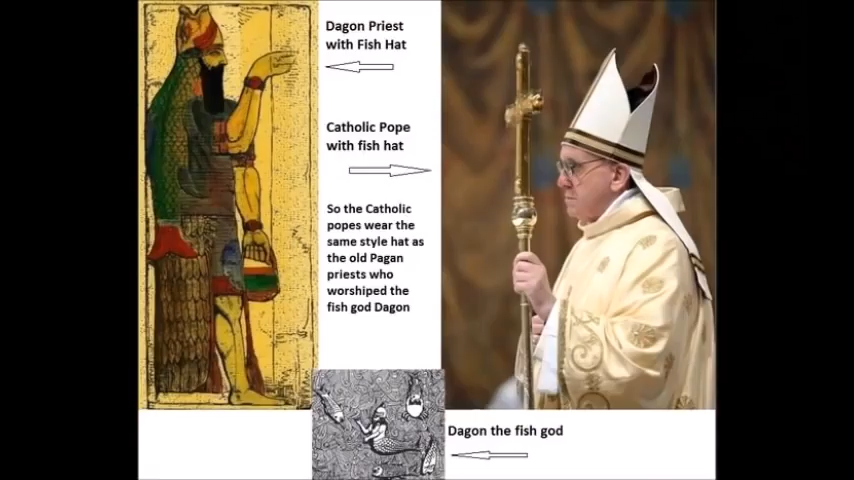 Dagon Priest
with Fish Hat
Catholic Pope
with fish hat
So the Catholic
popes wear the
same style hat as
the old Pagan
priests who
worshiped the
fish god Dagon
Dagon the fish god